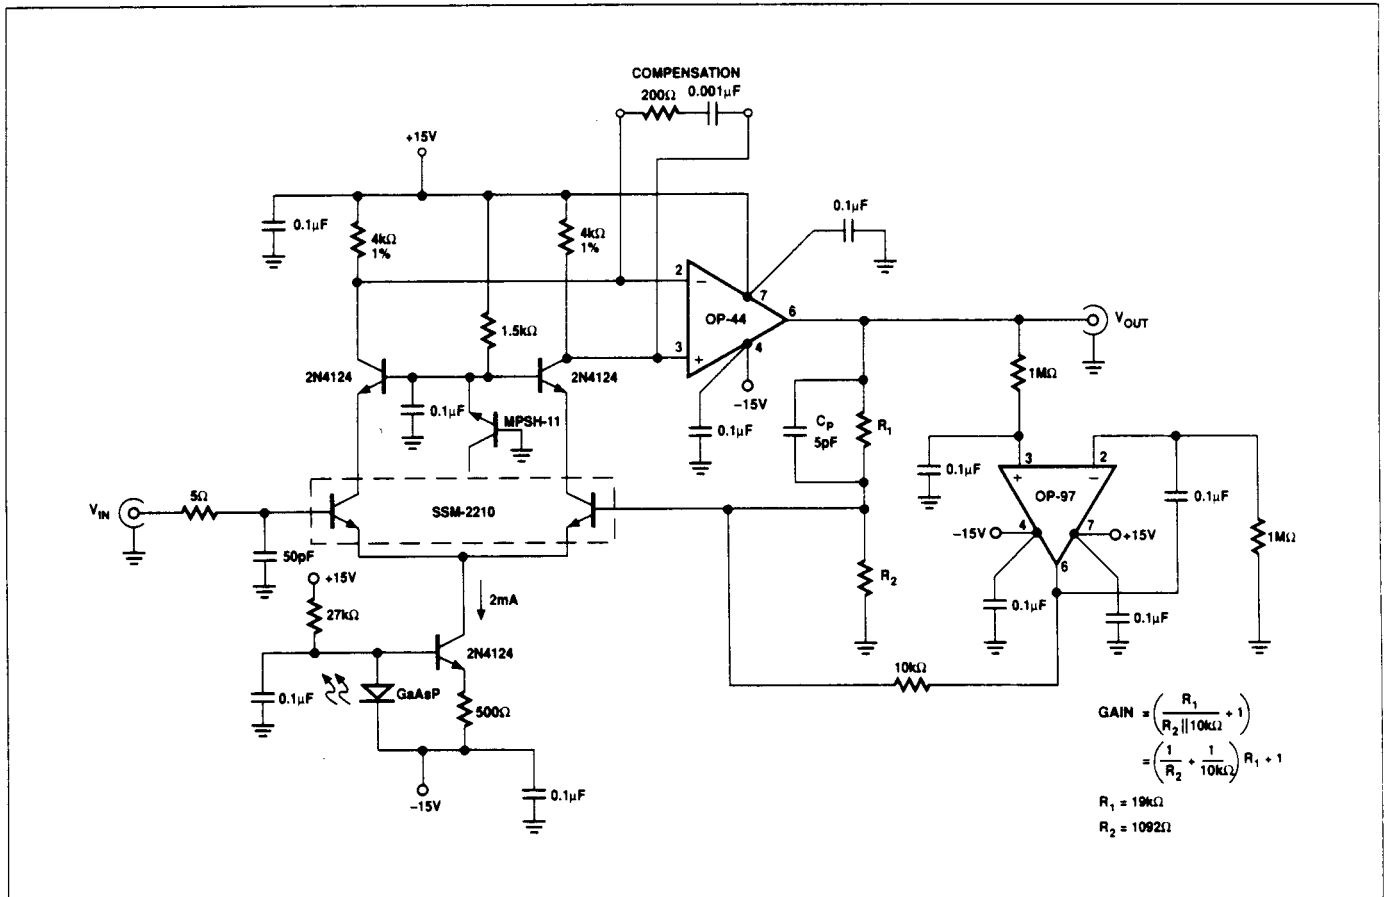 COMPENSATION
200Ω 0.001µF
+15V
0.1µF
4kΩ
1%
4kΩ
1%
0.1µF
2
7
OP-44
6
3
4
–15V
VOUT
1.5kΩ
2N4124
2N4124
0.1µF
MPSH-11
0.1µF
CP
5pF
R1
1MΩ
0.1µF
3
2
OP-97
0.1µF
–15V
4
7
+15V
6
1MΩ
0.1µF
0.1µF
VIN
5Ω
SSM-2210
50pF
R2
+15V
27kΩ
2mA
2N4124
0.1µF
GaAsP
500Ω
10kΩ
–15V
0.1µF
GAIN = (R1 / R2||10kΩ + 1)
= (1 / R2 + 1 / 10kΩ) R1 + 1
R1 = 19kΩ
R2 = 1092Ω